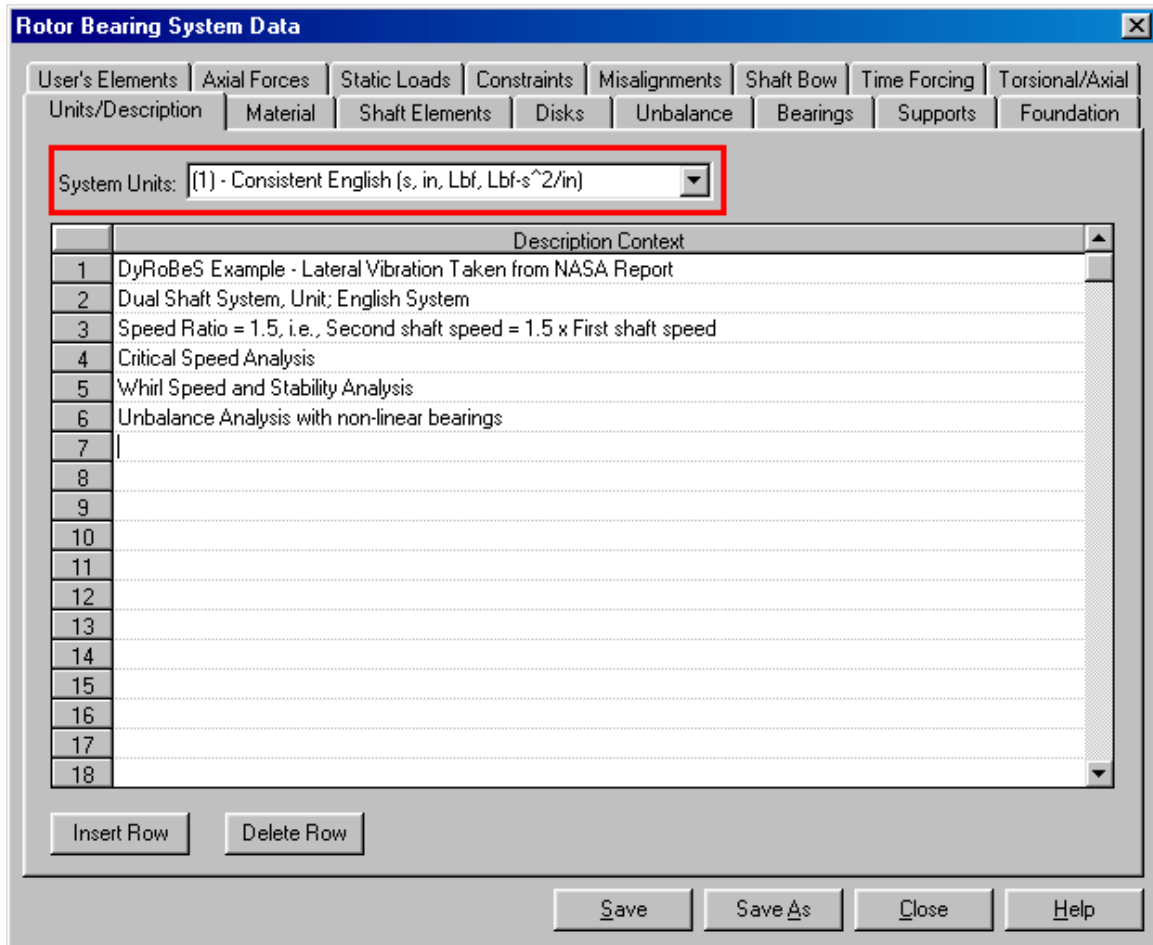 Rotor Bearing System Data
User's Elements Axial Forces Static Loads Constraints Misalignments Shaft Bow Time Forcing Torsional/Axial
Units/Description Material Shaft Elements Disks Unbalance Bearings Supports Foundation
System Units: (1) - Consistent English (s, in, Lbf, Lbf-s^2/in)
Description Context
1 DyRoBeS Example - Lateral Vibration Taken from NASA Report
2 Dual Shaft System, Unit; English System
3 Speed Ratio = 1.5, i.e., Second shaft speed = 1.5 x First shaft speed
4 Critical Speed Analysis
5 Whirl Speed and Stability Analysis
6 Unbalance Analysis with non-linear bearings
7
8
9
10
11
12
13
14
15
16
17
18
Insert Row Delete Row
Save Save As Close Help